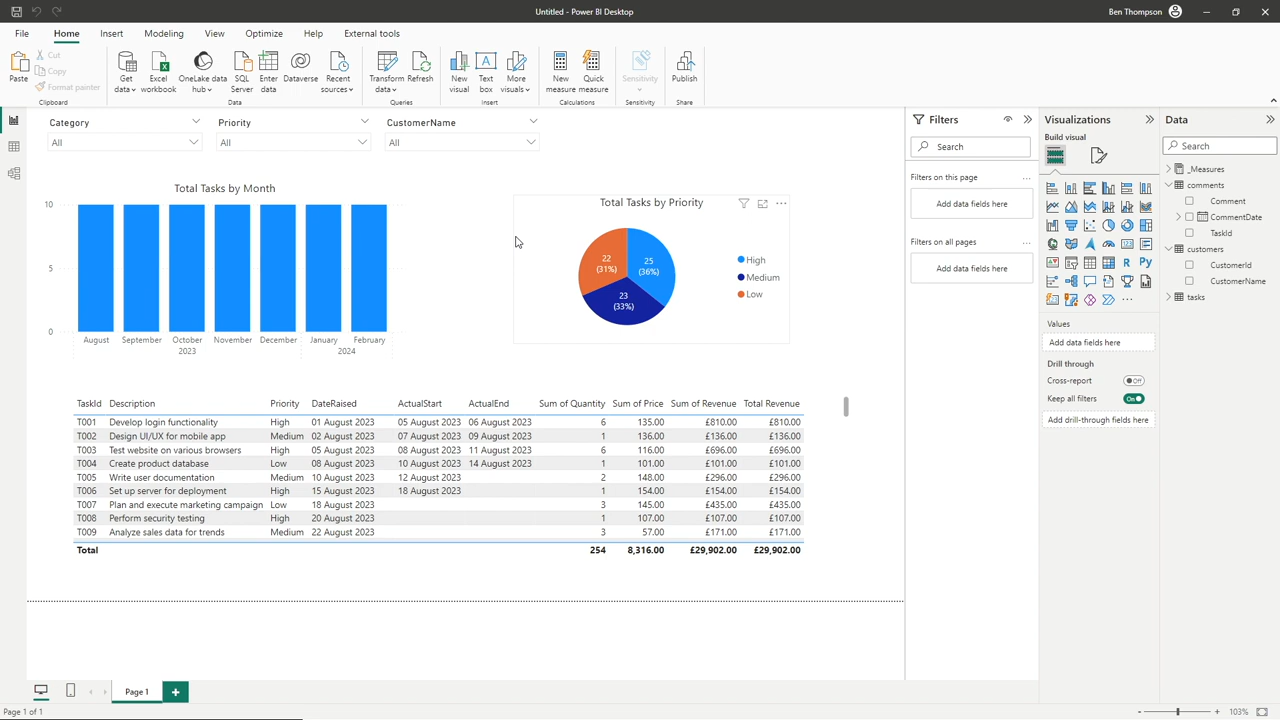 Untitled - Power BI Desktop
Ben Thompson
File Home Insert Modeling View Optimize Help External tools
Paste
Cut
Copy
Format painter
Clipboard
Get data
Excel workbook
OneLake data hub
SQL Server
Enter data
Dataverse
Recent sources
Data
Transform data
Refresh
Queries
New visual
Text box
More visuals
Insert
New measure
Quick measure
Calculations
Sensitivity
Sensitivity
Publish
Share
Category Priority CustomerName
All All All
Total Tasks by Month
10
5
0
August September October November December January February
2023 2024
Total Tasks by Priority
22 (31%)
25 (36%)
23 (33%)
High
Medium
Low
TaskId Description Priority DateRaised ActualStart ActualEnd Sum of Quantity Sum of Price Sum of Revenue Total Revenue
T001 Develop login functionality High 01 August 2023 05 August 2023 06 August 2023 6 135.00 £810.00 £810.00
T002 Design UI/UX for mobile app Medium 02 August 2023 07 August 2023 09 August 2023 1 136.00 £136.00 £136.00
T003 Test website on various browsers High 05 August 2023 08 August 2023 11 August 2023 6 116.00 £696.00 £696.00
T004 Create product database Low 08 August 2023 10 August 2023 14 August 2023 1 101.00 £101.00 £101.00
T005 Write user documentation Medium 10 August 2023 12 August 2023 2 148.00 £296.00 £296.00
T006 Set up server for deployment High 15 August 2023 18 August 2023 1 154.00 £154.00 £154.00
T007 Plan and execute marketing campaign Low 18 August 2023 3 145.00 £435.00 £435.00
T008 Perform security testing High 20 August 2023 1 107.00 £107.00 £107.00
T009 Analyze sales data for trends Medium 22 August 2023 3 57.00 £171.00 £171.00
Total 254 8,316.00 £29,902.00 £29,902.00
Filters
Search
Filters on this page
Add data fields here
Filters on all pages
Add data fields here
Visualizations
Build visual
R Py
Values
Add data fields here
Drill through
Cross-report Off
Keep all filters On
Add drill-through fields here
Data
Search
_Measures
comments
Comment
CommentDate
TaskId
customers
CustomerId
CustomerName
tasks
Page 1 +
Page 1 of 1
- + 103%